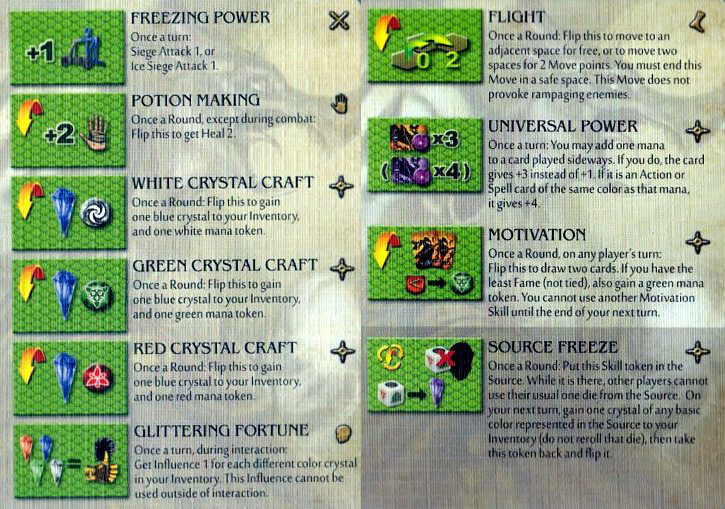 FREEZING POWER
+1
Once a turn:
Siege Attack 1, or
Ice Siege Attack 1.
POTION MAKING
+2
Once a Round, except during combat:
Flip this to get Heal 2.
WHITE CRYSTAL CRAFT
Once a Round: Flip this to gain
one blue crystal to your Inventory,
and one white mana token.
GREEN CRYSTAL CRAFT
Once a Round: Flip this to gain
one blue crystal to your Inventory,
and one green mana token.
RED CRYSTAL CRAFT
Once a Round: Flip this to gain
one blue crystal to your Inventory,
and one red mana token.
GLITTERING FORTUNE
=
Once a turn, during interaction:
Get Influence 1 for each different color crystal
in your Inventory. This Influence cannot be
used outside of interaction.
FLIGHT
0 2
Once a Round: Flip this to move to an
adjacent space for free, or to move two
spaces for 2 Move points. You must end this
Move in a safe space. This Move does not
provoke rampaging enemies.
UNIVERSAL POWER
x3
( x4)
Once a turn: You may add one mana
to a card played sideways. If you do, the card
gives +3 instead of +1. If it is an Action or
Spell card of the same color as that mana,
it gives +4.
MOTIVATION
Once a Round, on any player's turn:
Flip this to draw two cards. If you have the
least Fame (not tied), also gain a green mana
token. You cannot use another Motivation
Skill until the end of your next turn.
SOURCE FREEZE
Once a Round: Put this Skill token in the
Source. While it is there, other players cannot
use their usual one die from the Source. On
your next turn, gain one crystal of any basic
color represented in the Source to your
Inventory (do not reroll that die), then take
this token back and flip it.